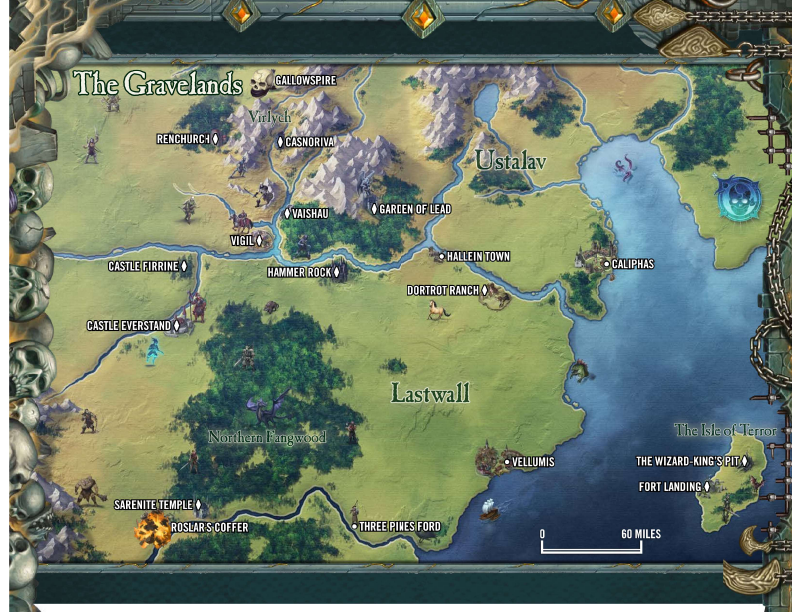 The Gravelands
GALLOWSPIRE
Virlych
RENCHURCH
CASNORIVA
Ustalav
VAISHAU
GARDEN OF LEAD
VIGIL
HALLEIN TOWN
CASTLE FIRRINE
HAMMER ROCK
CALIPHAS
DORTROT RANCH
CASTLE EVERSTAND
Lastwall
The Isle of Terror
Northern Fangwood
VELLUMIS
THE WIZARD-KING'S PIT
FORT LANDING
SARENITE TEMPLE
ROSLAR'S COFFER
THREE PINES FORD
0 60 MILES